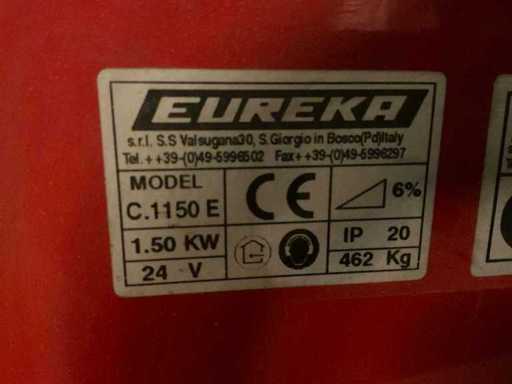 EUREKA
s.r.l. S.S Valsugana30, S.Giorgio in Bosco(Pd)Italy
Tel.++39-(0)49-5996502 Fax++39-(0)49-5996297
MODEL
C.1150 E
CE
6%
1.50 KW
IP 20
24 V
462 Kg